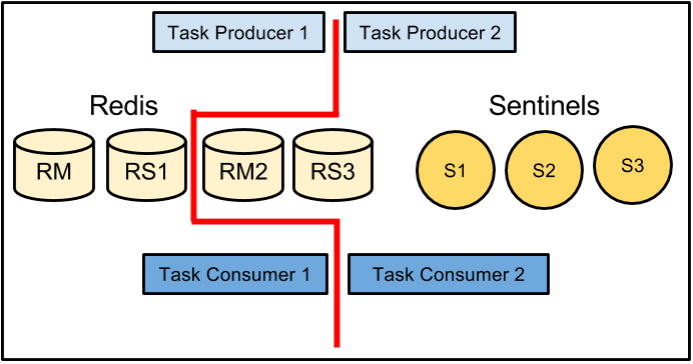 Task Producer 1
Task Producer 2
Redis
Sentinels
RM
RS1
RM2
RS3
S1
S2
S3
Task Consumer 1
Task Consumer 2